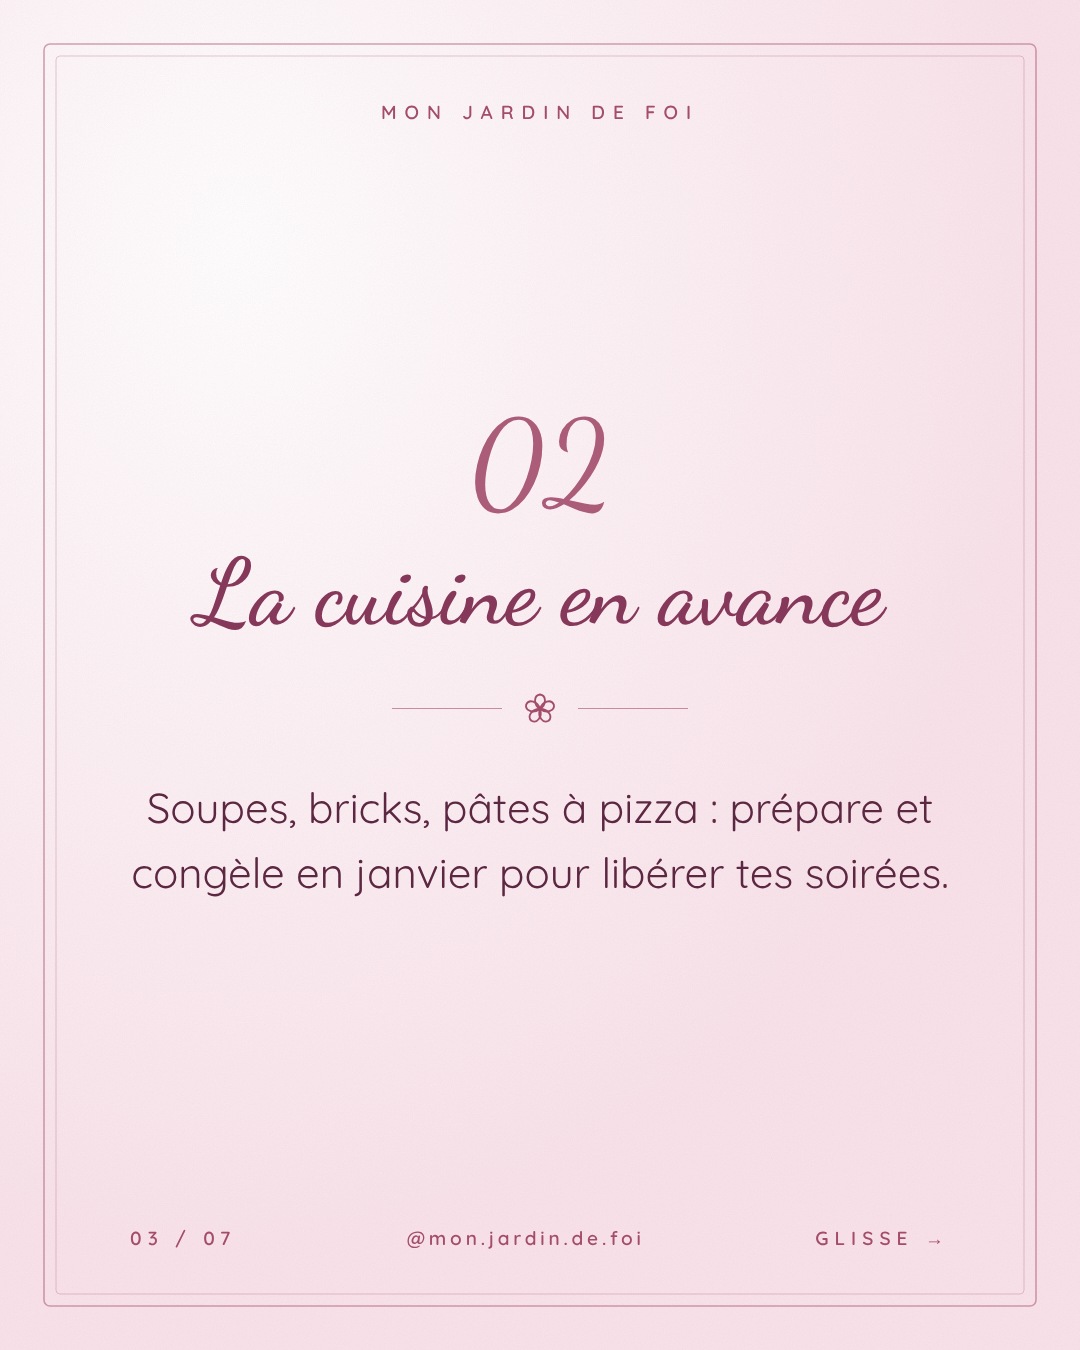 MON JARDIN DE FOI
02
La cuisine en avance
Soupes, bricks, pâtes à pizza : prépare et
congèle en janvier pour libérer tes soirées.
03 / 07
@mon.jardin.de.foi
GLISSE →